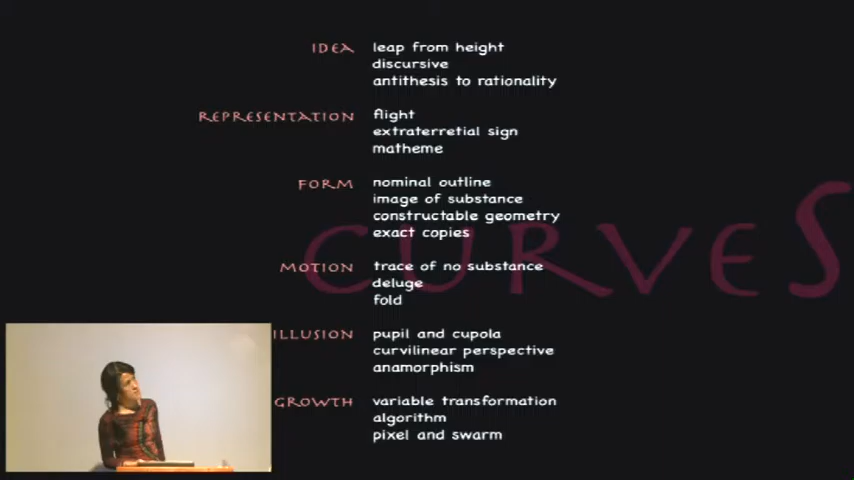 IDEA leap from height
discursive
antithesis to rationality
REPRESENTATION flight
extraterretial sign
matheme
FORM nominal outline
image of substance
constructable geometry
exact copies
CURVES
MOTION trace of no substance
deluge
fold
ILLUSION pupil and cupola
curvilinear perspective
anamorphism
GROWTH variable transformation
algorithm
pixel and swarm